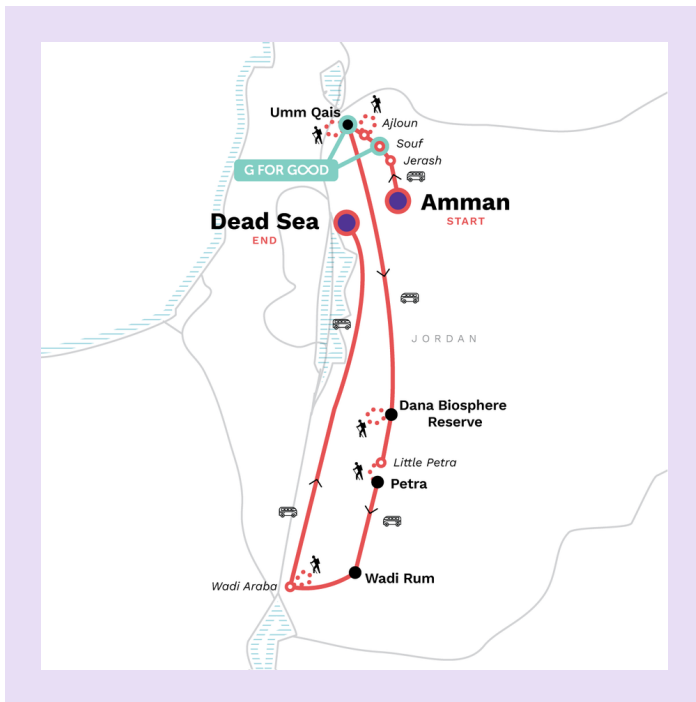 Umm Qais
Ajloun
Souf
Jerash
G FOR GOOD
Amman
START
Dead Sea
END
JORDAN
Dana Biosphere
Reserve
Little Petra
Petra
Wadi Rum
Wadi Araba